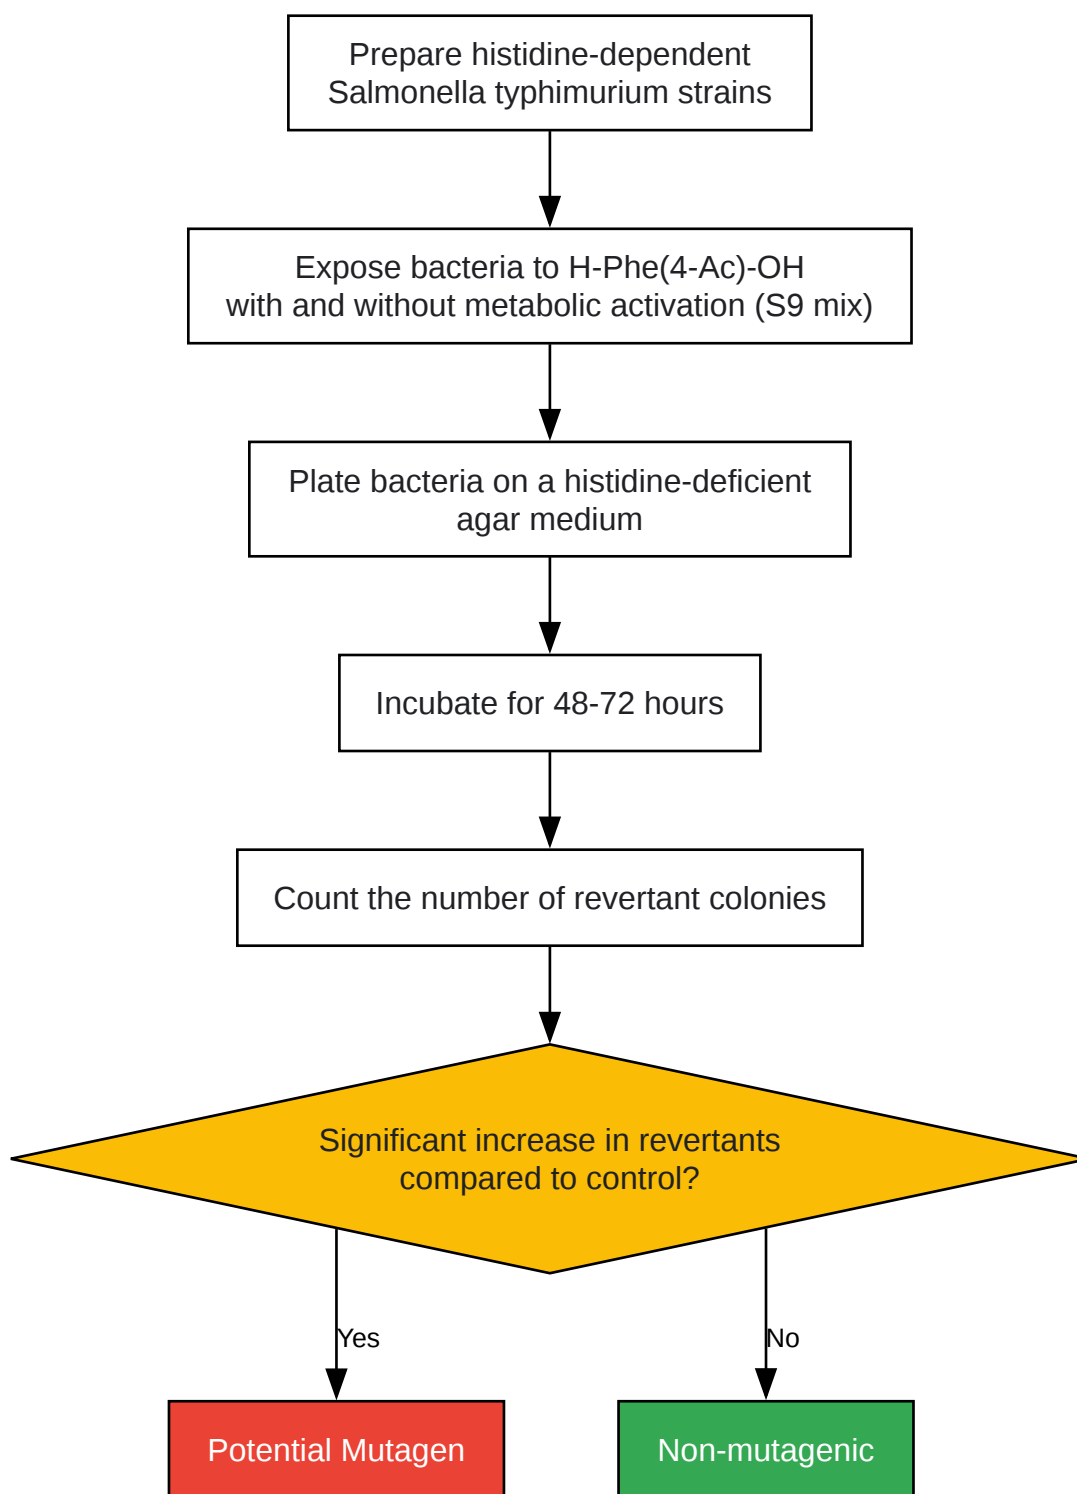 Prepare histidine-dependent
Salmonella typhimurium strains
Expose bacteria to H-Phe(4-Ac)-OH
with and without metabolic activation (S9 mix)
Plate bacteria on a histidine-deficient
agar medium
Incubate for 48-72 hours
Count the number of revertant colonies
Significant increase in revertants
compared to control?
Yes
No
Potential Mutagen
Non-mutagenic